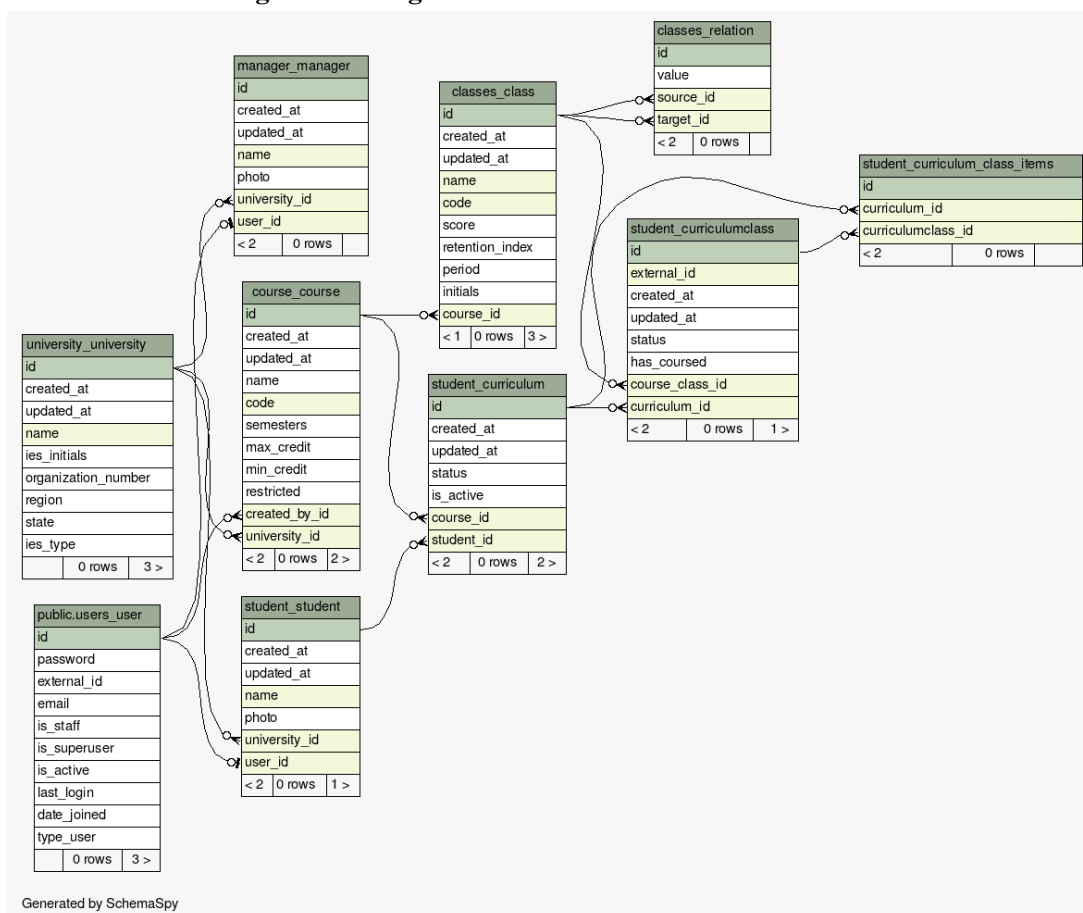 manager_manager
id
created_at
updated_at
name
photo
university_id
user_id
< 2 0 rows
classes_class
id
created_at
updated_at
name
code
score
retention_index
period
initials
course_id
< 1 0 rows 3 >
classes_relation
id
value
source_id
target_id
< 2 0 rows
student_curriculum_class_items
id
curriculum_id
curriculumclass_id
< 2 0 rows
student_curriculumclass
id
external_id
created_at
updated_at
status
has_coursed
course_class_id
curriculum_id
< 2 0 rows 1 >
course_course
id
created_at
updated_at
name
code
semesters
max_credit
min_credit
restricted
created_by_id
university_id
< 2 0 rows 2 >
university_university
id
created_at
updated_at
name
ies_initials
organization_number
region
state
ies_type
0 rows 3 >
student_curriculum
id
created_at
updated_at
status
is_active
course_id
student_id
< 2 0 rows 2 >
public.users_user
id
password
external_id
email
is_staff
is_superuser
is_active
last_login
date_joined
type_user
0 rows 3 >
student_student
id
created_at
updated_at
name
photo
university_id
user_id
< 2 0 rows 1 >
Generated by SchemaSpy